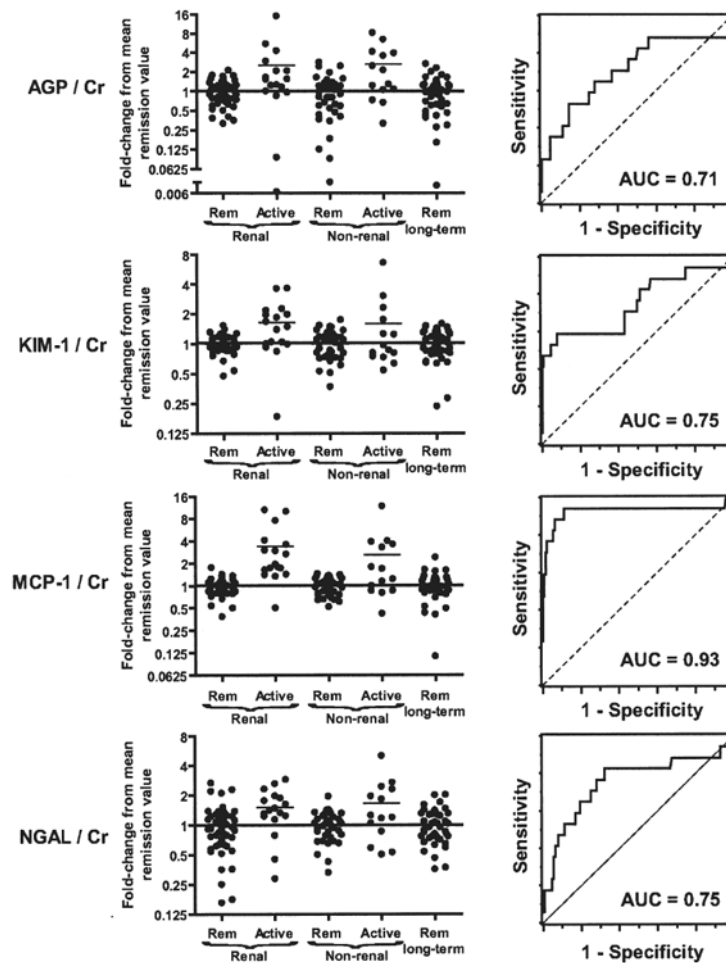 AGP / Cr
Fold-change from mean
remission value
16
8
4
2
1
0.5
0.25
0.125
0.0625
0.006
Rem Active Rem Active Rem
Renal Non-renal long-term
Sensitivity
AUC = 0.71
1 - Specificity
KIM-1 / Cr
Fold-change from mean
remission value
8
4
2
1
0.5
0.25
0.125
Rem Active Rem Active Rem
Renal Non-renal long-term
Sensitivity
AUC = 0.75
1 - Specificity
MCP-1 / Cr
Fold-change from mean
remission value
16
8
4
2
1
0.5
0.25
0.125
0.0625
Rem Active Rem Active Rem
Renal Non-renal long-term
Sensitivity
AUC = 0.93
1 - Specificity
NGAL / Cr
Fold-change from mean
remission value
8
4
2
1
0.5
0.25
0.125
Rem Active Rem Active Rem
Renal Non-renal long-term
Sensitivity
AUC = 0.75
1 - Specificity